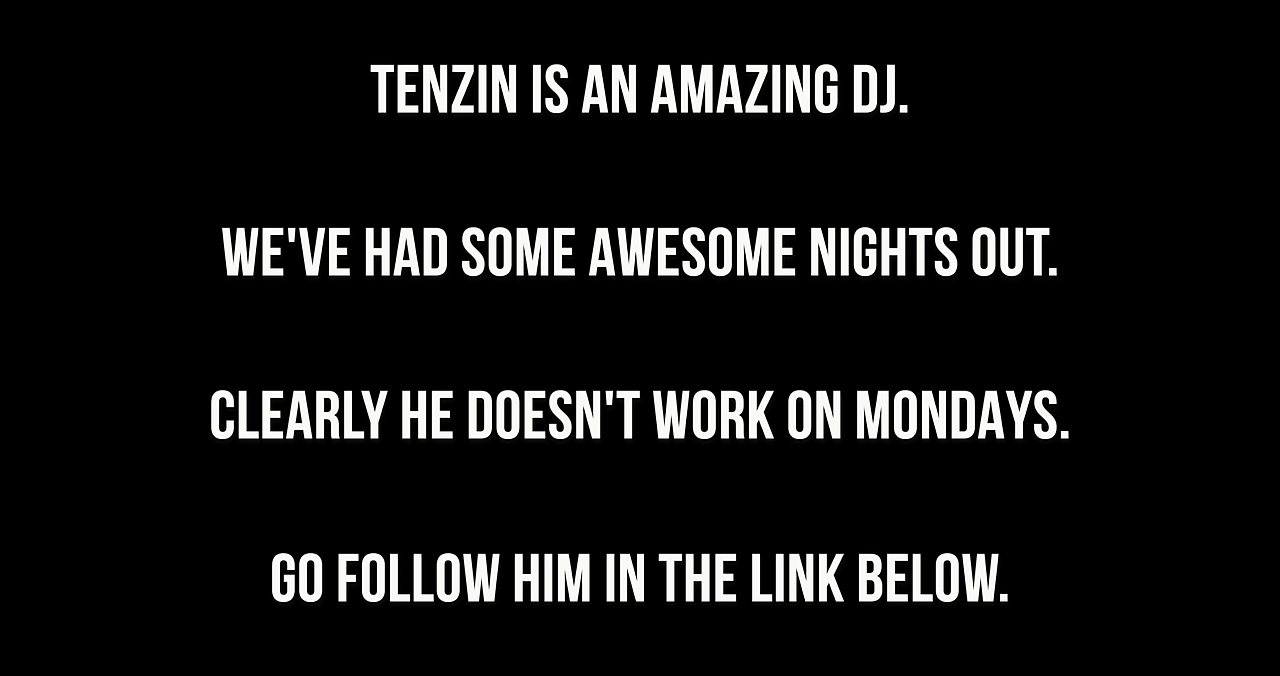 TENZIN IS AN AMAZING DJ.
WE'VE HAD SOME AWESOME NIGHTS OUT.
CLEARLY HE DOESN'T WORK ON MONDAYS.
GO FOLLOW HIM IN THE LINK BELOW.